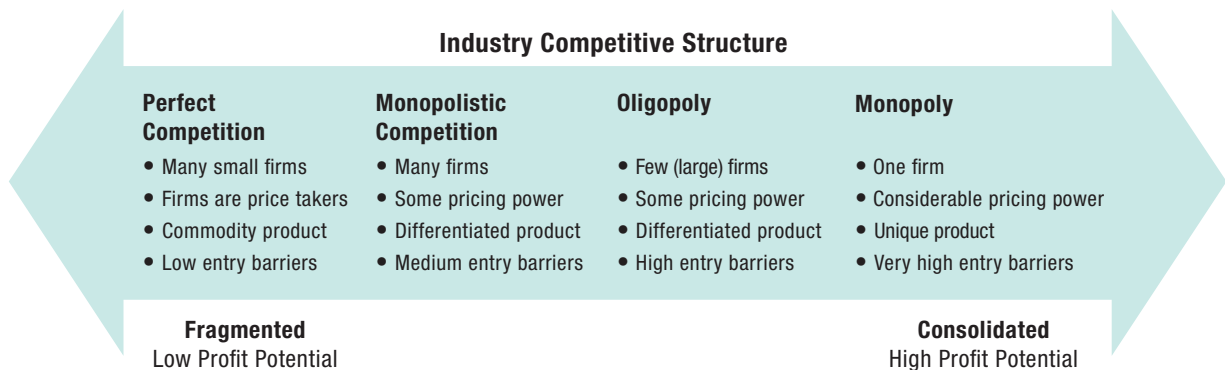 Industry Competitive Structure
Perfect
Competition
• Many small firms
• Firms are price takers
• Commodity product
• Low entry barriers
Monopolistic
Competition
• Many firms
• Some pricing power
• Differentiated product
• Medium entry barriers
Oligopoly
• Few (large) firms
• Some pricing power
• Differentiated product
• High entry barriers
Monopoly
• One firm
• Considerable pricing power
• Unique product
• Very high entry barriers
Fragmented
Low Profit Potential
Consolidated
High Profit Potential